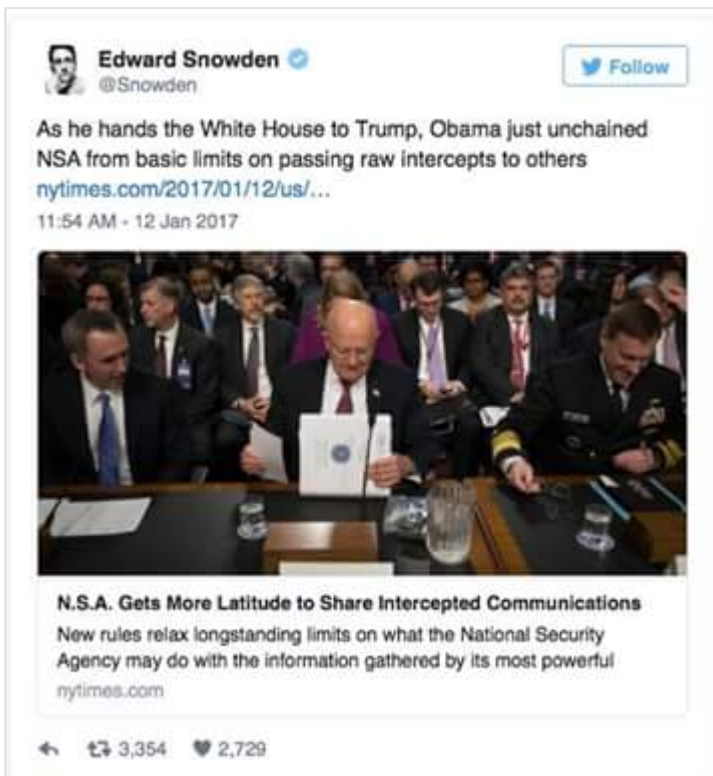 Edward Snowden
@Snowden
Follow
As he hands the White House to Trump, Obama just unchained
NSA from basic limits on passing raw intercepts to others
nytimes.com/2017/01/12/us/...
11:54 AM - 12 Jan 2017
N.S.A. Gets More Latitude to Share Intercepted Communications
New rules relax longstanding limits on what the National Security
Agency may do with the information gathered by its most powerful
nytimes.com
3,354 2,729